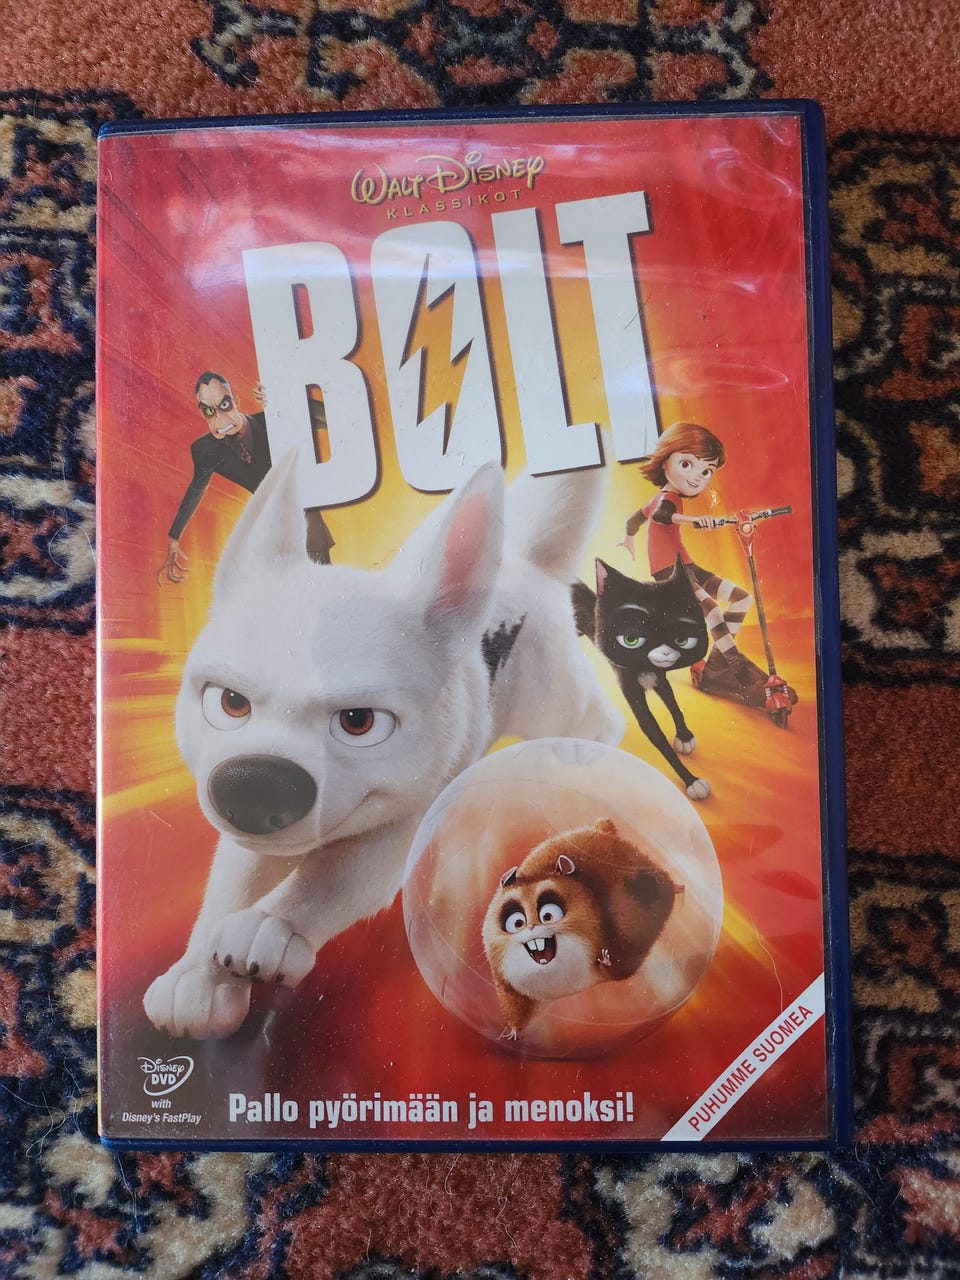 WALT DISNEY
KLASSIKOT
BOLT
Disney
DVD
with
Disney's FastPlay
Pallo pyörimään ja menoksi!
PUHUMME SUOMEA